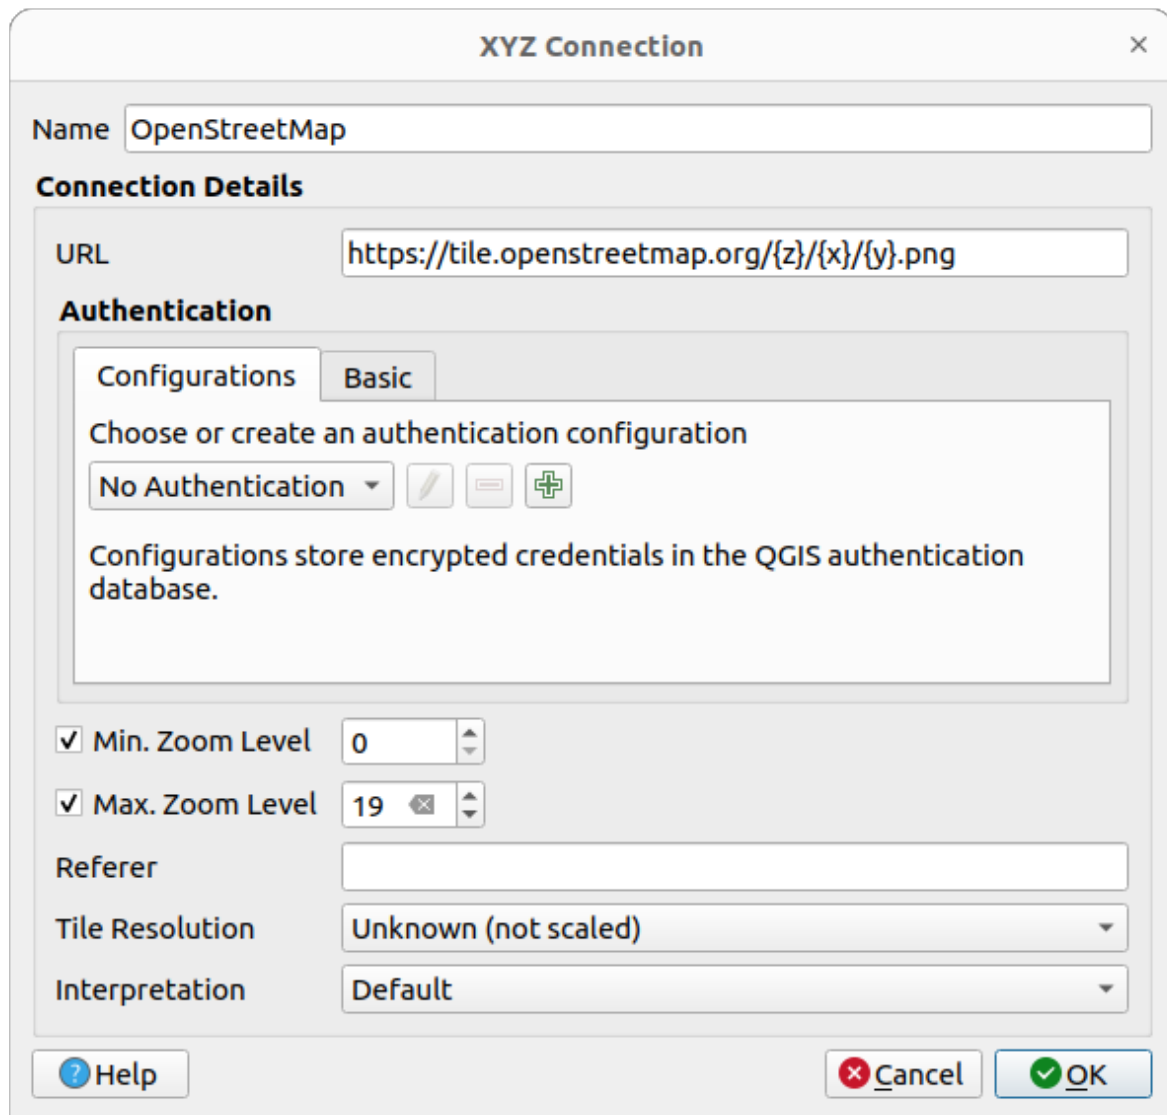 XYZ Connection
Name OpenStreetMap
Connection Details
URL https://tile.openstreetmap.org/{z}/{x}/{y}.png
Authentication
Configurations Basic
Choose or create an authentication configuration
No Authentication
Configurations store encrypted credentials in the QGIS authentication
database.
Min. Zoom Level 0
Max. Zoom Level 19
Referer
Tile Resolution Unknown (not scaled)
Interpretation Default
Help Cancel OK